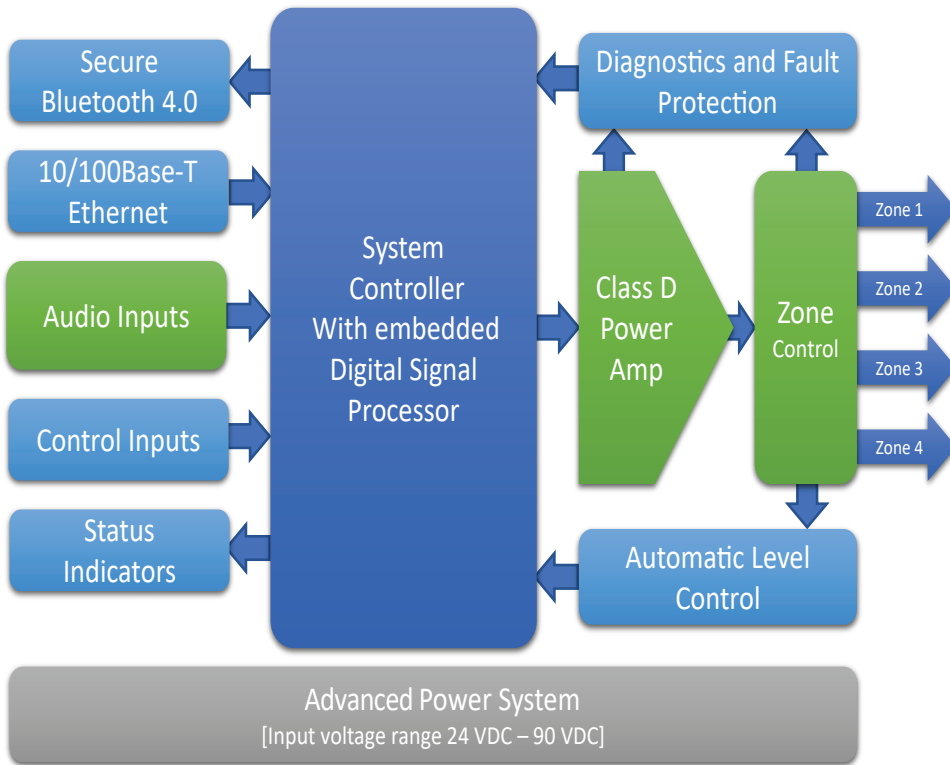 Secure
Bluetooth 4.0
10/100Base-T
Ethernet
Audio Inputs
Control Inputs
Status
Indicators
System
Controller
With embedded
Digital Signal
Processor
Diagnostics and Fault
Protection
Class D
Power
Amp
Zone
Control
Zone 1
Zone 2
Zone 3
Zone 4
Automatic Level
Control
Advanced Power System
[Input voltage range 24 VDC – 90 VDC]